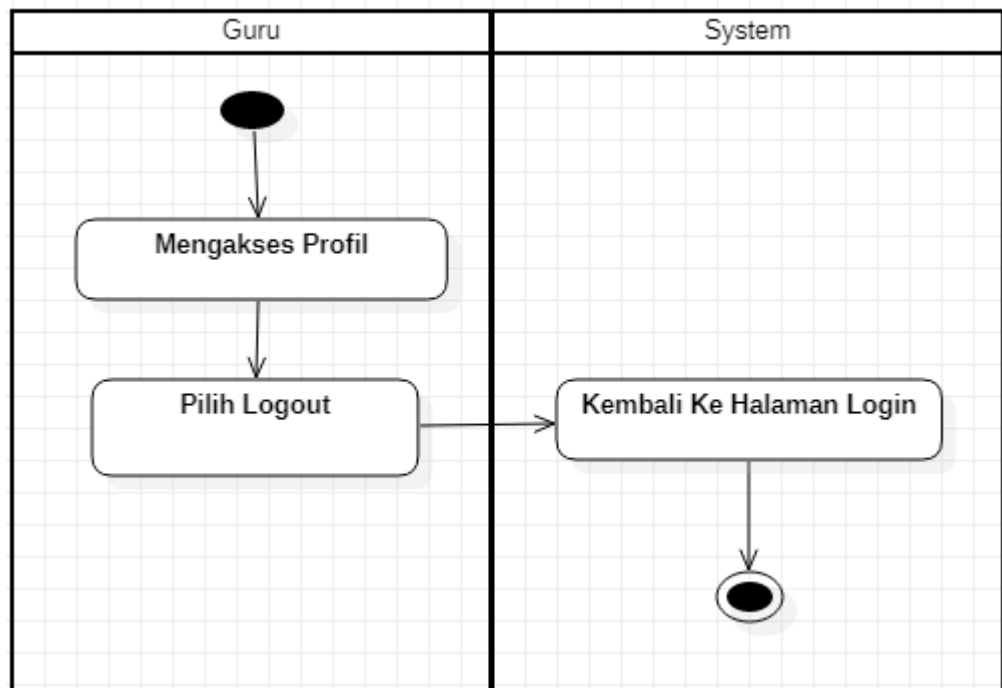 Guru
System
Mengakses Profil
Pilih Logout
Kembali Ke Halaman Login